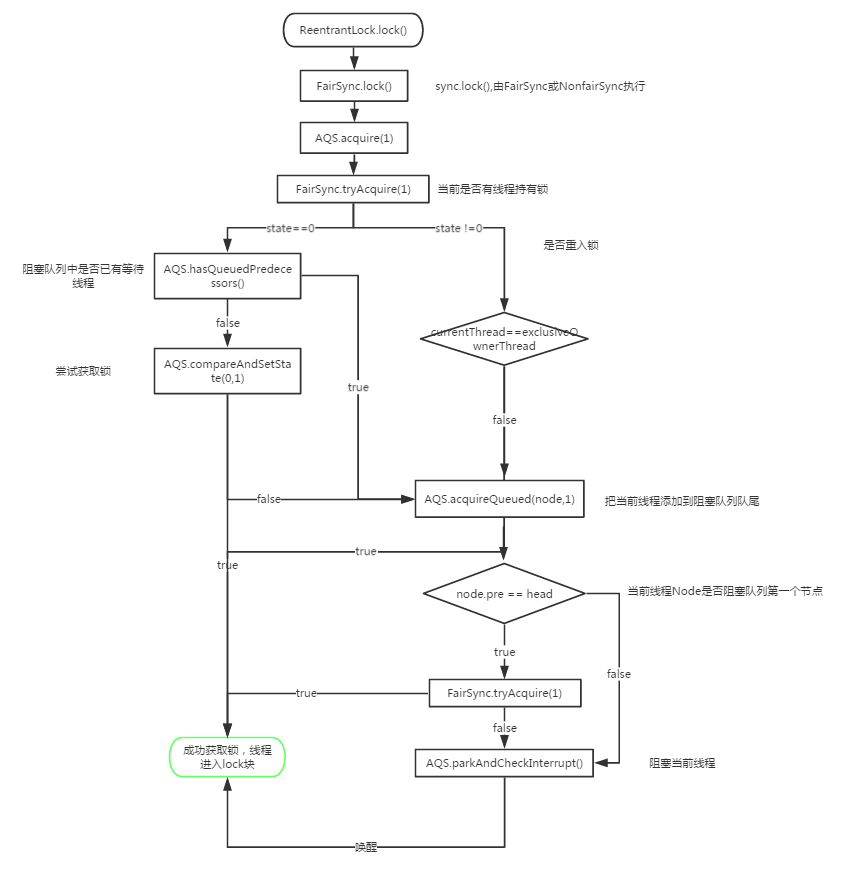 ReentrantLock.lock()
FairSync.lock()
sync.lock(),由FairSync或NonfairSync执行
AQS.acquire(1)
FairSync.tryAcquire(1)
当前是否有线程持有锁
state==0
state !=0
是否重入锁
阻塞队列中是否已有等待
线程
AQS.hasQueuedPredece
ssors()
false
currentThread==exclusiveO
wnerThread
尝试获取锁
AQS.compareAndSetSta
te(0,1)
true
false
false
AQS.acquireQueued(node,1)
把当前线程添加到阻塞队列队尾
true
true
node.pre == head
当前线程Node是否阻塞队列第一个节点
true
false
true
FairSync.tryAcquire(1)
false
成功获取锁，线程
进入lock块
AQS.parkAndCheckInterrupt()
阻塞当前线程
唤醒